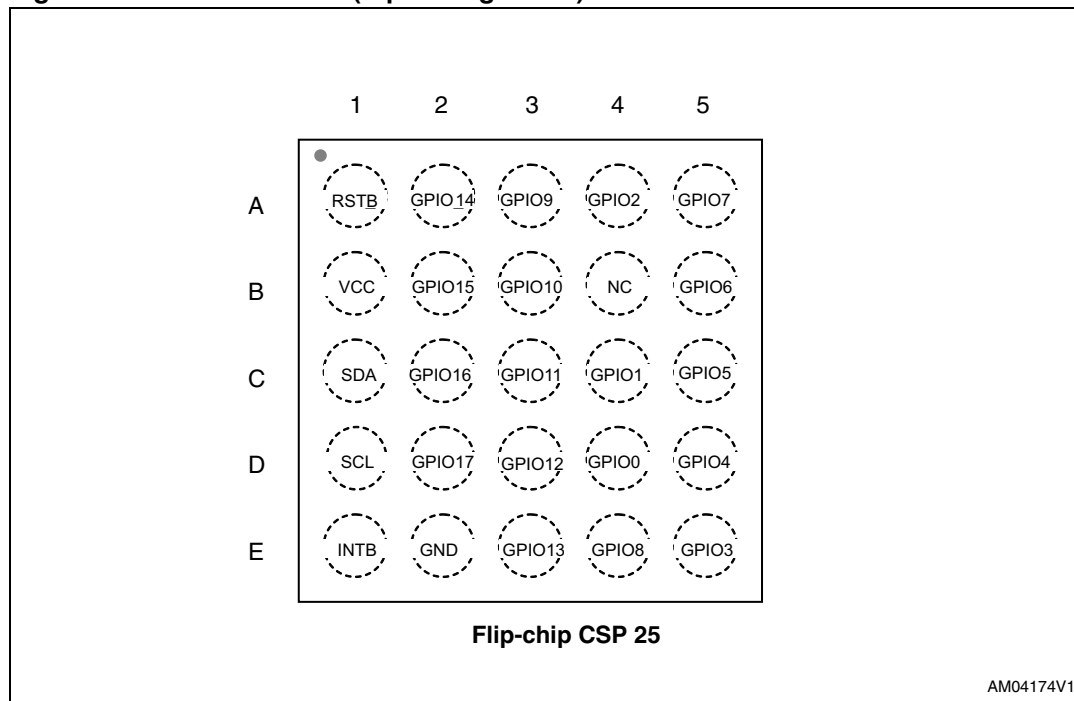 1 2 3 4 5
A RSTB GPIO14 GPIO9 GPIO2 GPIO7
B VCC GPIO15 GPIO10 NC GPIO6
C SDA GPIO16 GPIO11 GPIO1 GPIO5
D SCL GPIO17 GPIO12 GPIO0 GPIO4
E INTB GND GPIO13 GPIO8 GPIO3
Flip-chip CSP 25
AM04174V1